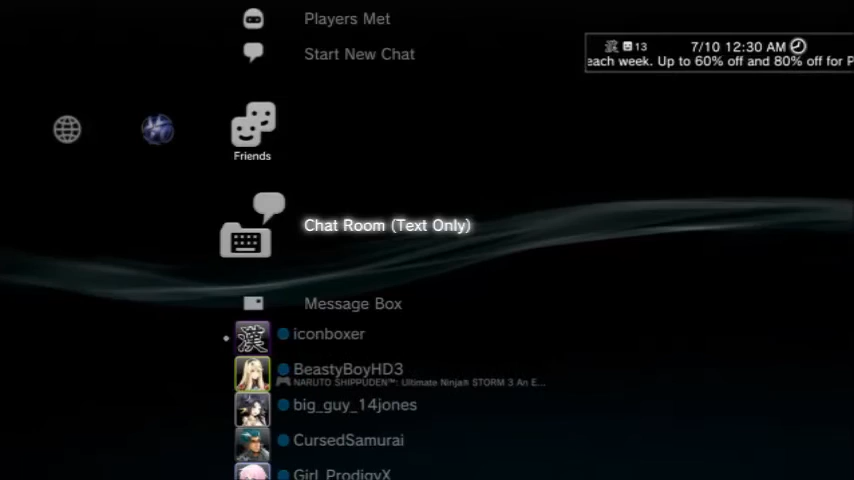 Players Met
Start New Chat
漢 13 7/10 12:30 AM
each week. Up to 60% off and 80% off for P
Friends
Chat Room (Text Only)
Message Box
漢 iconboxer
BeastyBoyHD3
NARUTO SHIPPUDEN™: Ultimate Ninja® STORM 3 An E...
big_guy_14jones
CursedSamurai
Girl_ProdigyX